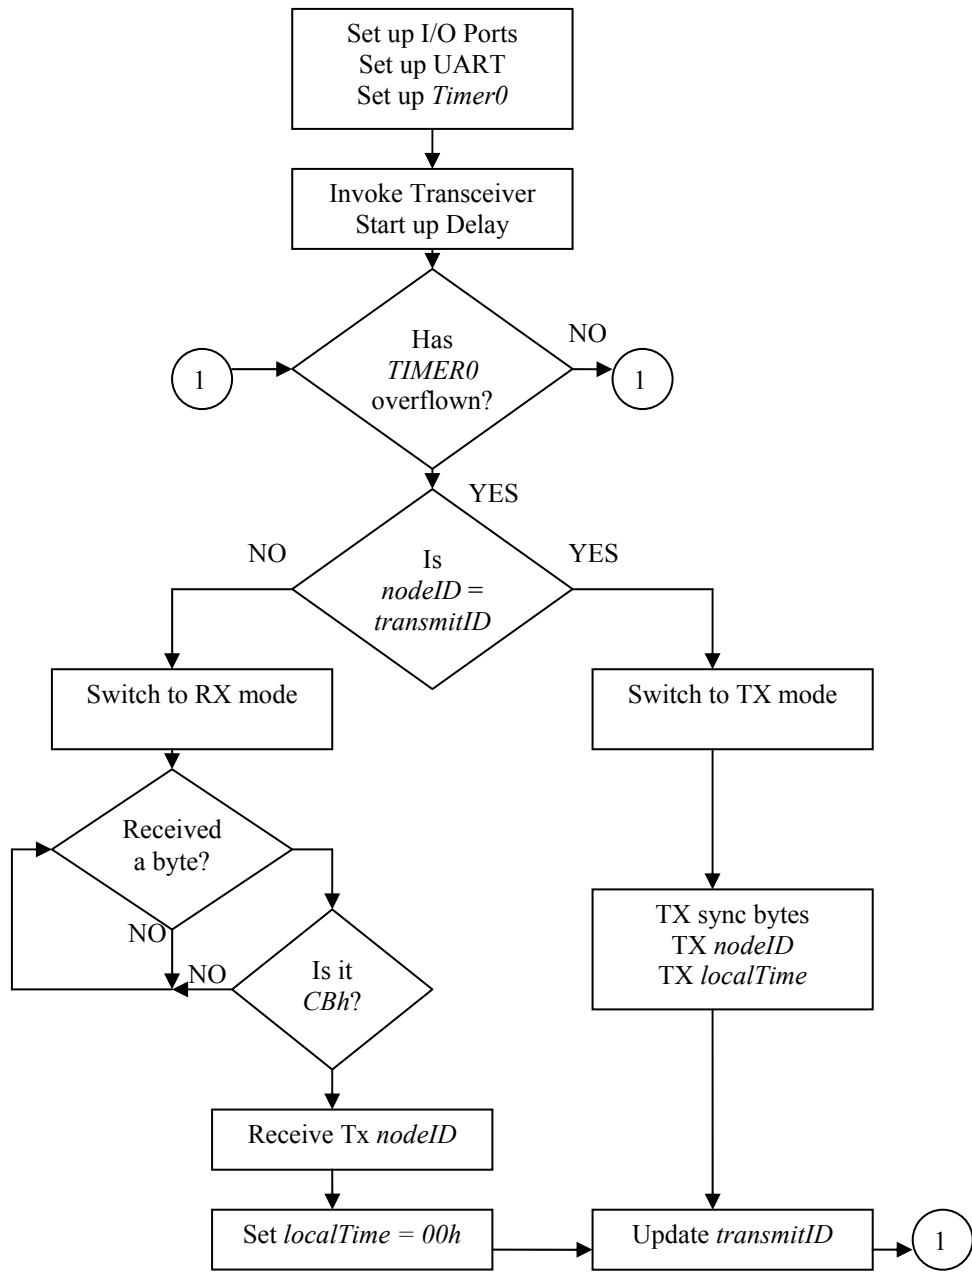 Set up I/O Ports
Set up UART
Set up Timer0
Invoke Transceiver
Start up Delay
Has
TIMER0
overflown?
NO
1
1
YES
Is
nodeID =
transmitID
NO
YES
Switch to RX mode
Switch to TX mode
Received
a byte?
NO
NO
Is it
CBh?
TX sync bytes
TX nodeID
TX localTime
Receive Tx nodeID
Set localTime = 00h
Update transmitID
1